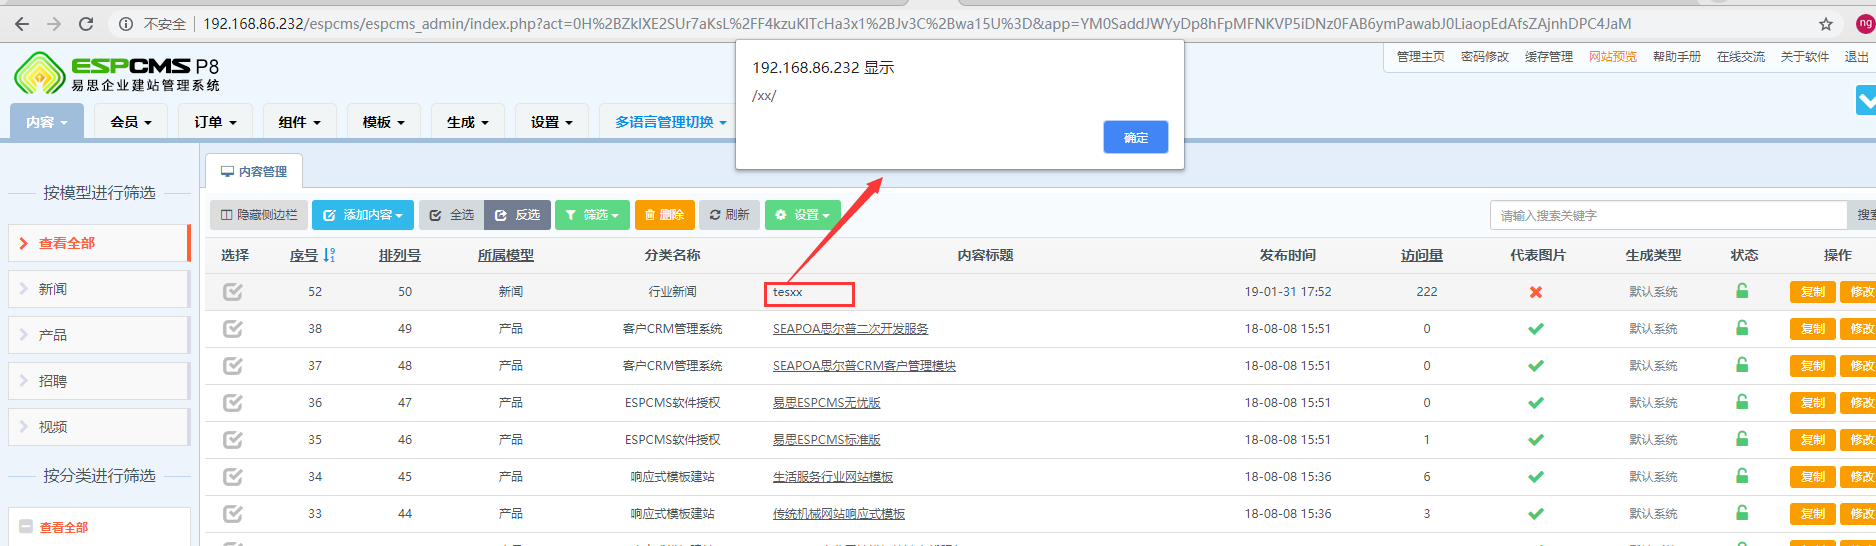 不安全 | 192.168.86.232/espcms/espcms_admin/index.php?act=0H%2BZkIXE2SUr7aKsL%2FF4kzuKITcHa3x1%2BJv3C%2Bwa15U%3D&app=YM0SaddJWYyDp8hFpMFNKVP5iDNz0FAB6ymPawabJ0LiaopEdAfsZAjnhDPC4JaM
ng
192.168.86.232 显示
/xx/
确定
管理主页 密码修改 缓存管理 网站预览 帮助手册 在线交流 关于软件 退出
ESPCMS P8
易思企业建站管理系统
内容 会员 订单 组件 模板 生成 设置 多语言管理切换
按模型进行筛选
查看全部
新闻
产品
招聘
视频
按分类进行筛选
查看全部
内容管理
隐藏侧边栏 添加内容 全选 反选 筛选 删除 刷新 设置 请输入搜索关键字 搜索
选择 序号 排列号 所属模型 分类名称 内容标题 发布时间 访问量 代表图片 生成类型 状态 操作
52 50 新闻 行业新闻 tesxx 19-01-31 17:52 222 默认系统 复制 修改
38 49 产品 客户CRM管理系统 SEAPOA思尔普二次开发服务 18-08-08 15:51 0 默认系统 复制 修改
37 48 产品 客户CRM管理系统 SEAPOA思尔普CRM客户管理模块 18-08-08 15:51 0 默认系统 复制 修改
36 47 产品 ESPCMS软件授权 易思ESPCMS无忧版 18-08-08 15:51 0 默认系统 复制 修改
35 46 产品 ESPCMS软件授权 易思ESPCMS标准版 18-08-08 15:51 1 默认系统 复制 修改
34 45 产品 响应式模板建站 生活服务行业网站模板 18-08-08 15:36 6 默认系统 复制 修改
33 44 产品 响应式模板建站 传统机械网站响应式模板 18-08-08 15:36 3 默认系统 复制 修改